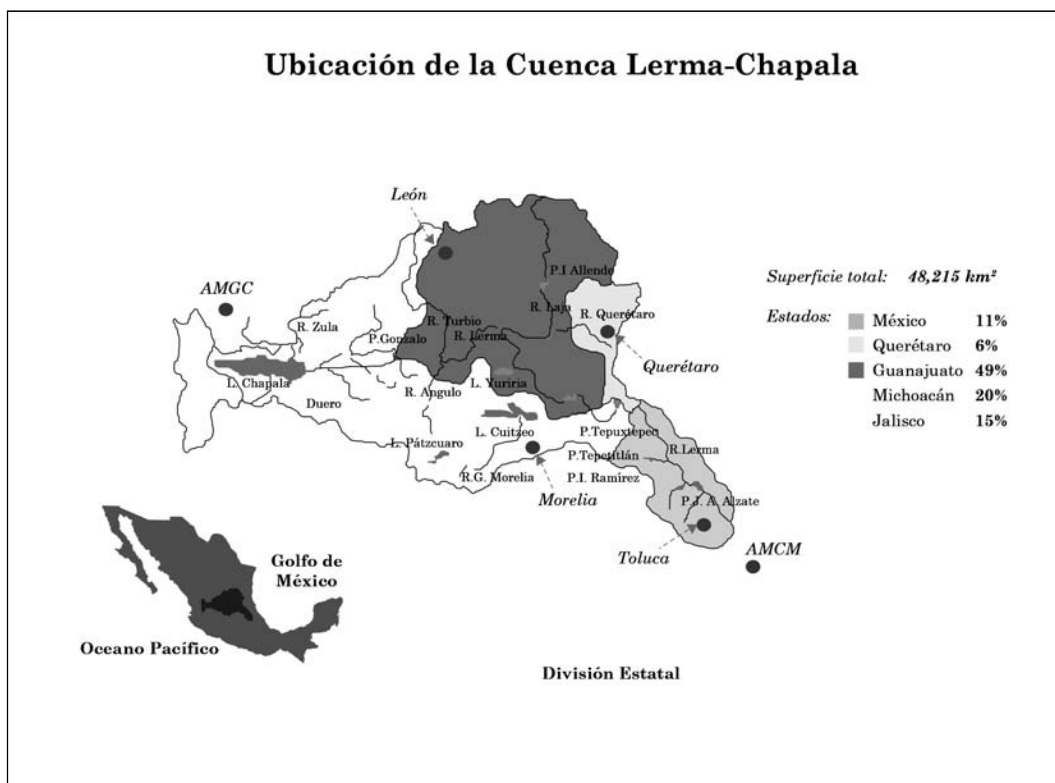 Ubicación de la Cuenca Lerma-Chapala
León
AMGC
R. Zula
P.Gonzalo
R. Turbio
R. Lerma
R. Laja
P.I Allende
R. Querétaro
Querétaro
L. Chapala
Duero
R. Angulo
L. Yuriria
L. Pátzcuaro
L. Cuitzeo
R.G. Morelia
Morelia
P.Tepuxtepec
P.Tepetitlán
P.I. Ramírez
R.Lerma
P.J. A. Alzate
Toluca
AMCM
Superficie total: 48,215 km²
Estados:
México 11%
Querétaro 6%
Guanajuato 49%
Michoacán 20%
Jalisco 15%
Golfo de
México
Oceano Pacífico
División Estatal